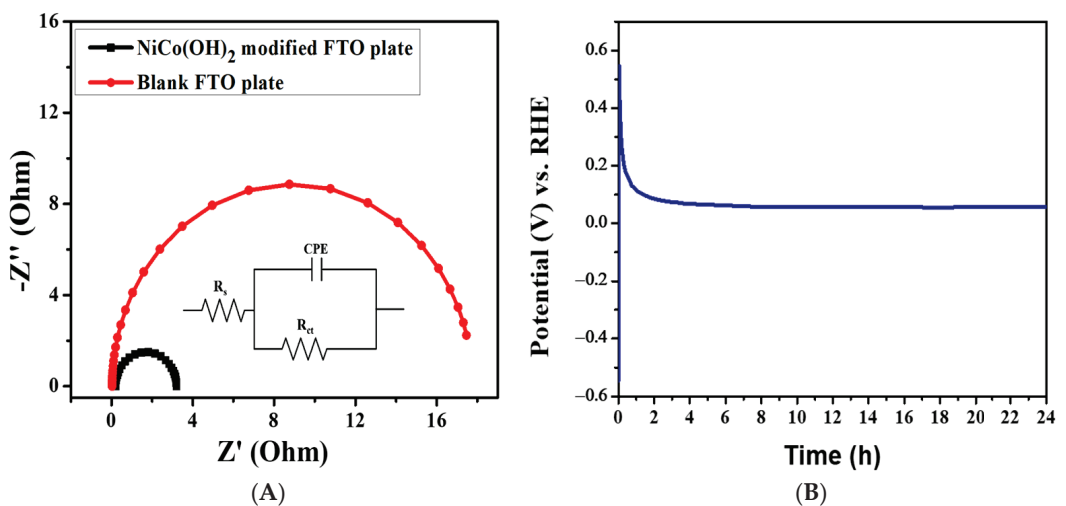 16
12
8
4
0
-Z'' (Ohm)
NiCo(OH)2 modified FTO plate
Blank FTO plate
CPE
Rs
Rct
0 4 8 12 16
Z' (Ohm)
(A)
0.6
0.4
0.2
0.0
−0.2
−0.4
−0.6
Potential (V) vs. RHE
0 2 4 6 8 10 12 14 16 18 20 22 24
Time (h)
(B)